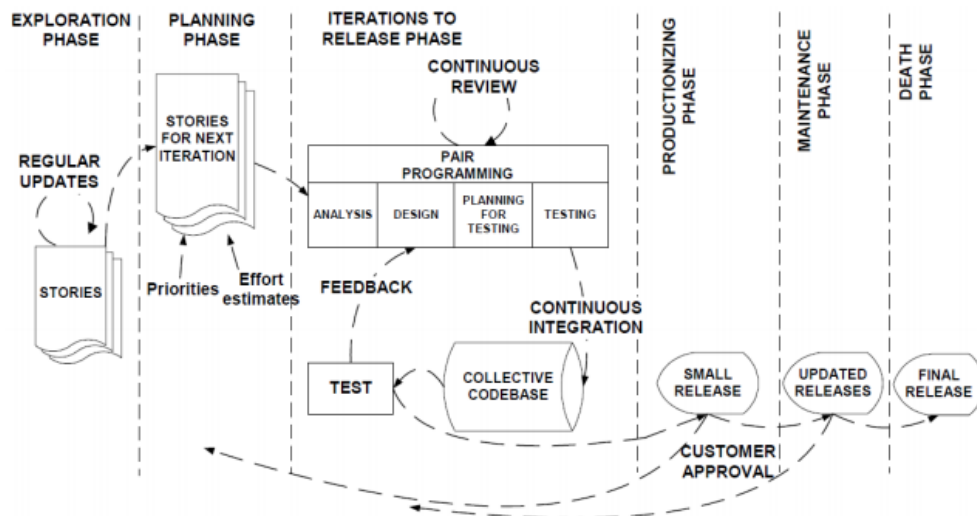 EXPLORATION
PHASE
PLANNING
PHASE
ITERATIONS TO
RELEASE PHASE
PRODUCTIONIZING
PHASE
MAINTENANCE
PHASE
DEATH
PHASE
CONTINUOUS
REVIEW
STORIES
FOR NEXT
ITERATION
REGULAR
UPDATES
PAIR
PROGRAMMING
ANALYSIS
DESIGN
PLANNING
FOR
TESTING
TESTING
STORIES
Priorities
Effort
estimates
FEEDBACK
CONTINUOUS
INTEGRATION
TEST
COLLECTIVE
CODEBASE
SMALL
RELEASE
UPDATED
RELEASES
FINAL
RELEASE
CUSTOMER
APPROVAL